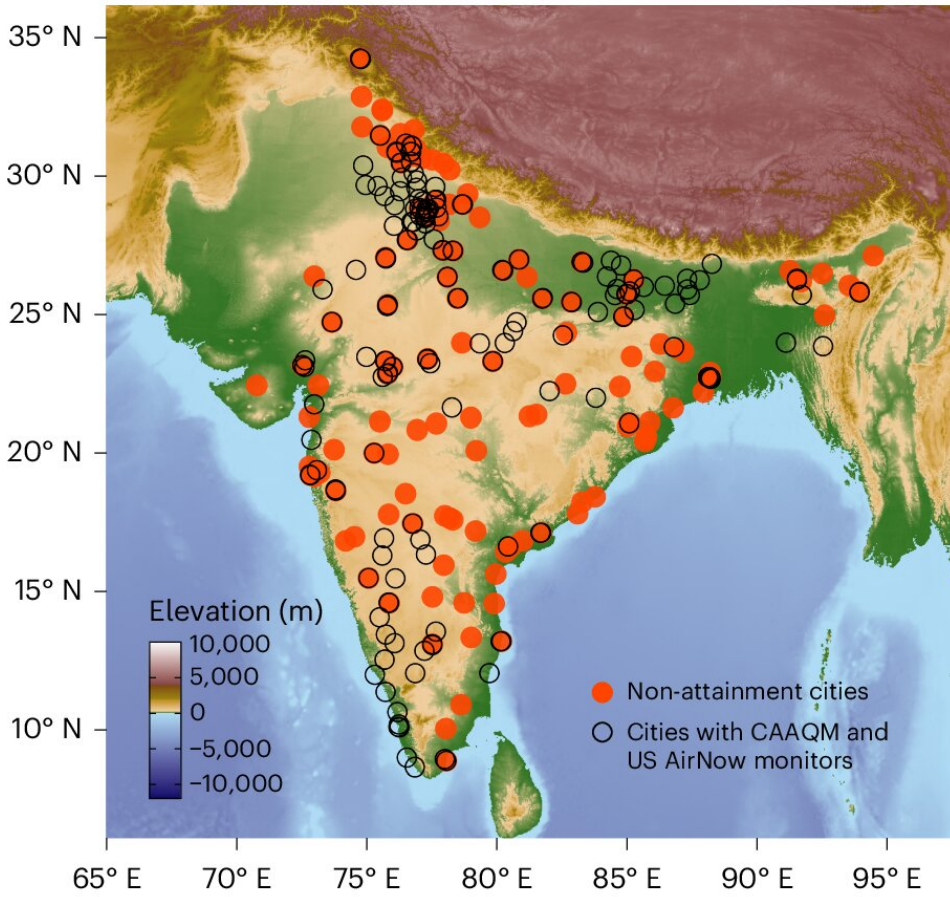 35° N
30° N
25° N
20° N
15° N
10° N
Elevation (m)
10,000
5,000
0
−5,000
−10,000
Non-attainment cities
Cities with CAAQM and
US AirNow monitors
65° E 70° E 75° E 80° E 85° E 90° E 95° E